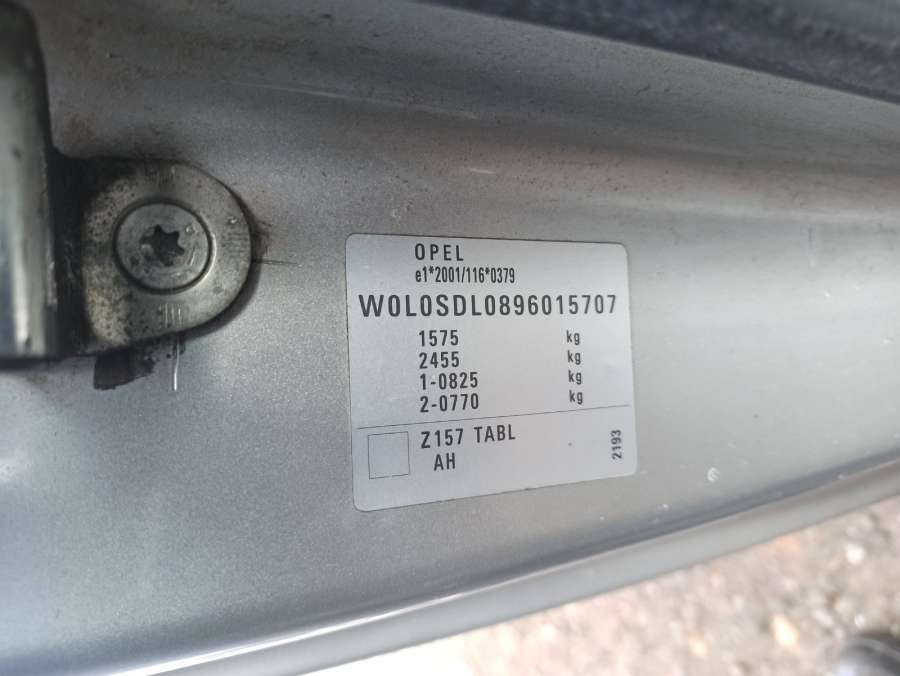 OPEL
e1*2001/116*0379
W0L0SDL0896015707
1575 kg
2455 kg
1-0825 kg
2-0770 kg
Z157 TABL
AH
2193